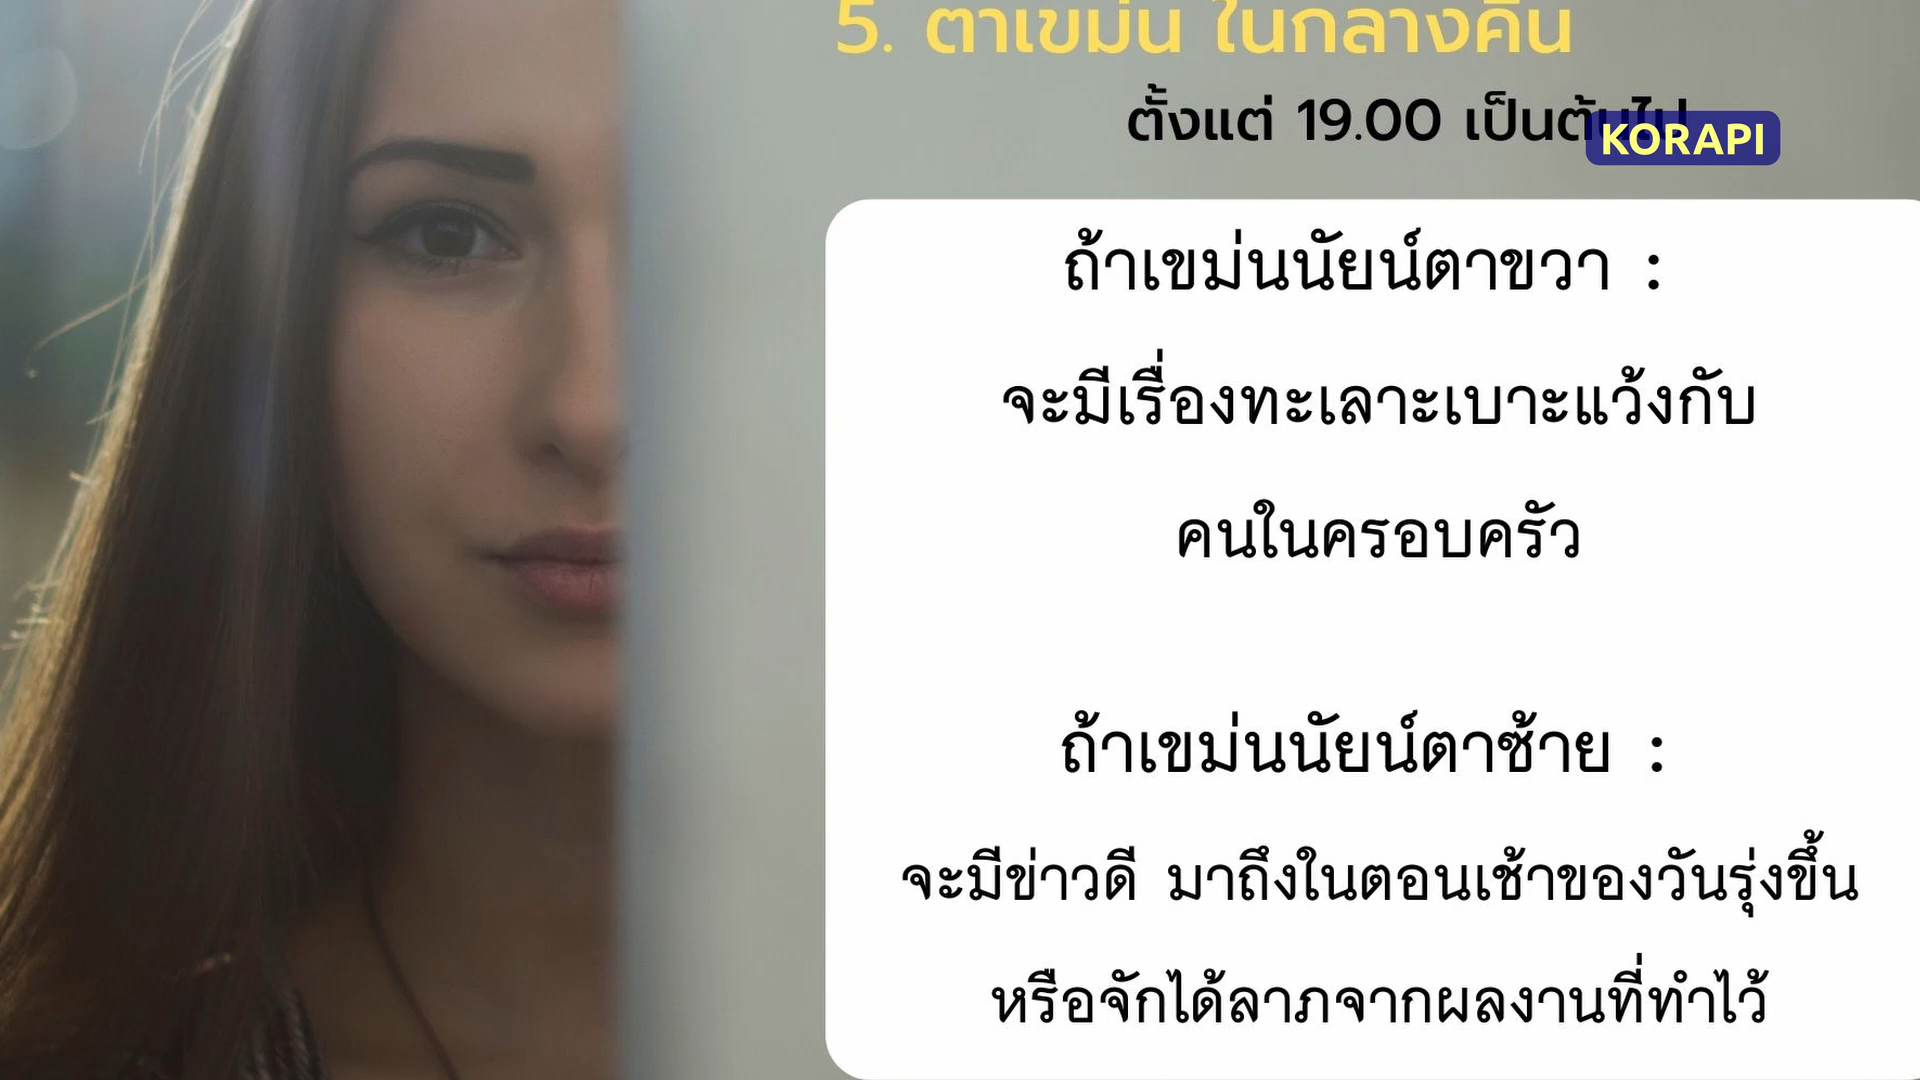 5. ตาเขม่น ในกลางคืน
ตั้งแต่ 19.00 เป็นต้นไป
KORAPI
ถ้าเขม่นนัยน์ตาขวา :
จะมีเรื่องทะเลาะเบาะแว้งกับ
คนในครอบครัว
ถ้าเขม่นนัยน์ตาซ้าย :
จะมีข่าวดี มาถึงในตอนเช้าของวันรุ่งขึ้น
หรือจักได้ลาภจากผลงานที่ทำไว้